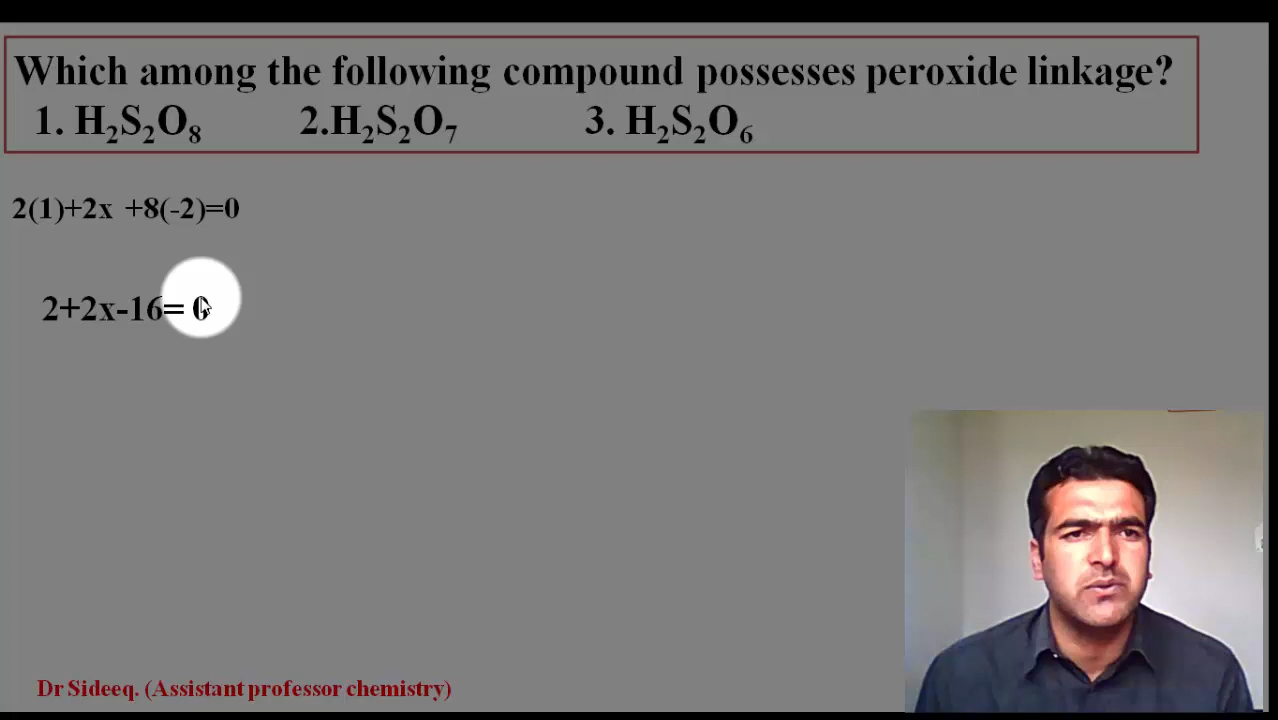 Which among the following compound possesses peroxide linkage?
1. H₂S₂O₈ 2.H₂S₂O₇ 3. H₂S₂O₆
2(1)+2x +8(-2)=0
2+2x-16= 0
Dr Sideeq. (Assistant professor chemistry)